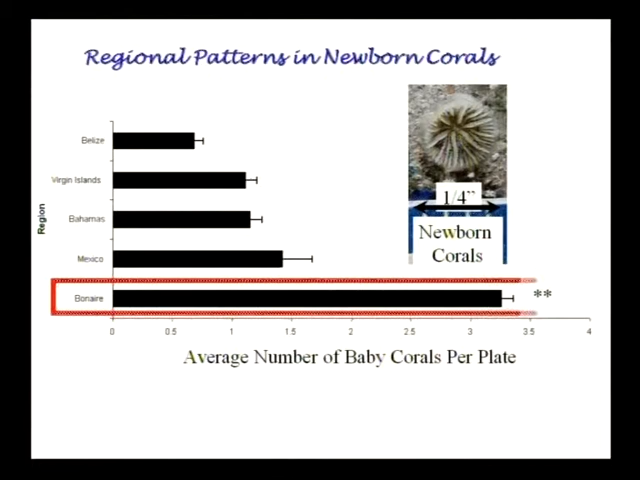 Regional Patterns in Newborn Corals
Belize
Virgin Islands
Bahamas
Mexico
Bonaire
Region
1/4"
Newborn
Corals
**
0 0.5 1 1.5 2 2.5 3 3.5 4
Average Number of Baby Corals Per Plate